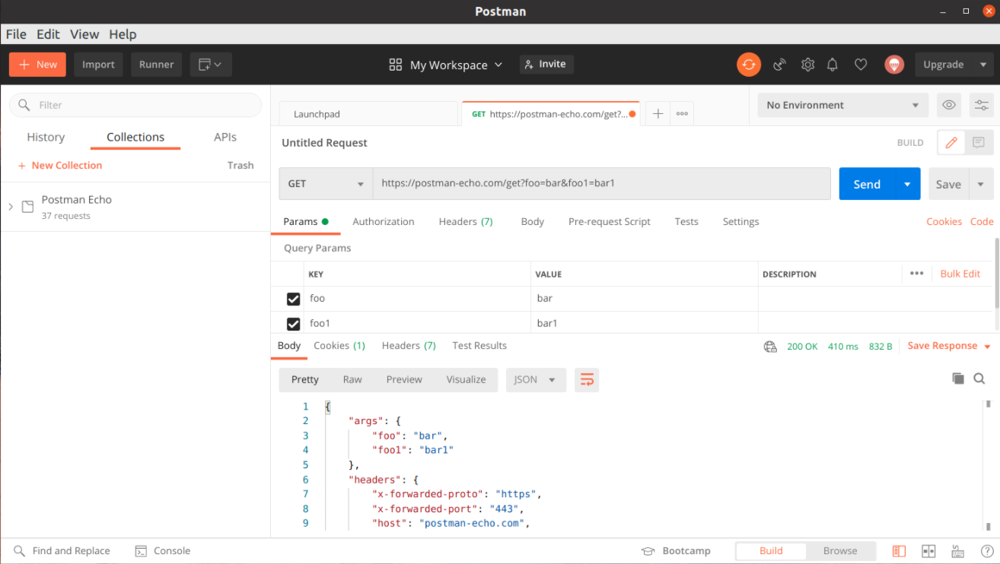 Postman
File Edit View Help
New Import Runner My Workspace Invite Upgrade
Filter
History Collections APIs
+ New Collection Trash
Postman Echo
37 requests
Launchpad GET https://postman-echo.com/get?... No Environment
Untitled Request BUILD
GET https://postman-echo.com/get?foo=bar&foo1=bar1 Send Save
Params Authorization Headers (7) Body Pre-request Script Tests Settings Cookies Code
Query Params
KEY VALUE DESCRIPTION ••• Bulk Edit
foo bar
foo1 bar1
Body Cookies (1) Headers (7) Test Results 200 OK 410 ms 832 B Save Response
Pretty Raw Preview Visualize JSON
1 {
2 "args": {
3 "foo": "bar",
4 "foo1": "bar1"
5 },
6 "headers": {
7 "x-forwarded-proto": "https",
8 "x-forwarded-port": "443",
9 "host": "postman-echo.com",
Find and Replace Console Bootcamp Build Browse